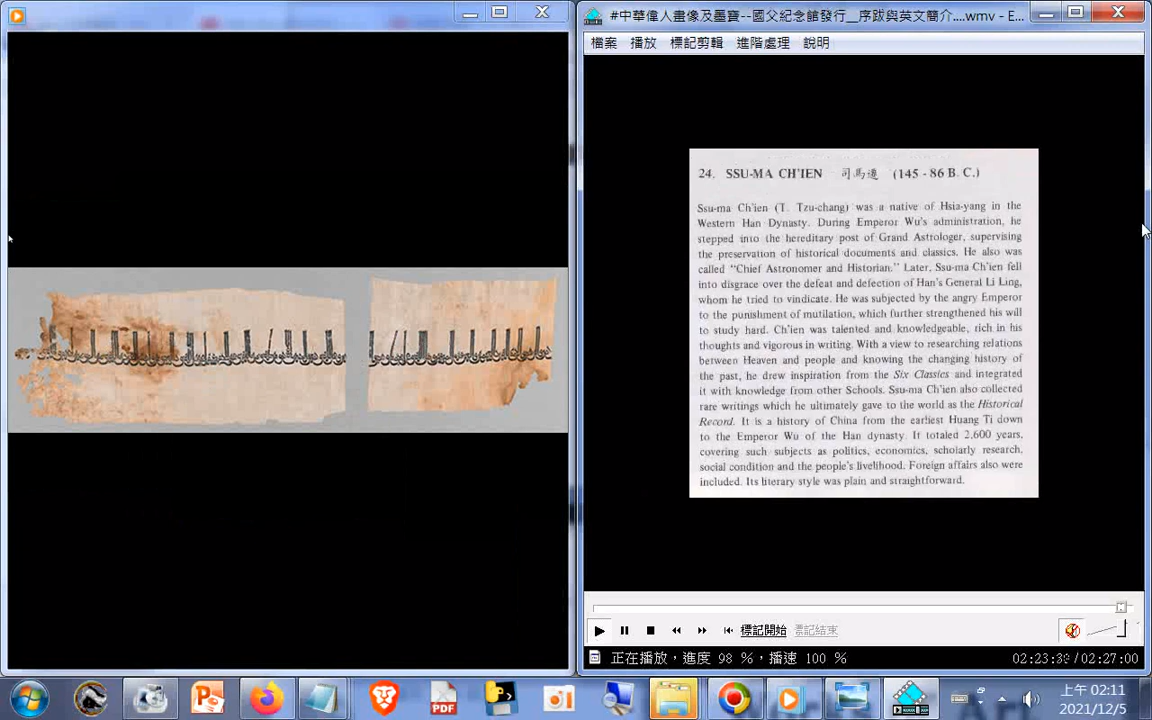 #中華偉人畫像及墨寶--國父紀念館發行__序跋與英文簡介....wmv - E...
檔案 播放 標記剪輯 進階處理 說明
24. SSU-MA CH'IEN 司馬遷 (145 - 86 B. C.)
Ssu-ma Ch'ien (T. Tzu-chang) was a native of Hsia-yang in the
Western Han Dynasty. During Emperor Wu's administration, he
stepped into the hereditary post of Grand Astrologer, supervising
the preservation of historical documents and classics. He also was
called "Chief Astronomer and Historian." Later, Ssu-ma Ch'ien fell
into disgrace over the defeat and defection of Han's General Li Ling,
whom he tried to vindicate. He was subjected by the angry Emperor
to the punishment of mutilation, which further strengthened his will
to study hard. Ch'ien was talented and knowledgeable, rich in his
thoughts and vigorous in writing. With a view to researching relations
between Heaven and people and knowing the changing history of
the past, he drew inspiration from the Six Classics and integrated
it with knowledge from other Schools. Ssu-ma Ch'ien also collected
rare writings which he ultimately gave to the world as the Historical
Record. It is a history of China from the earliest Huang Ti down
to the Emperor Wu of the Han dynasty. It totaled 2,600 years,
covering such subjects as politics, economics, scholarly research,
social condition and the people's livelihood. Foreign affairs also were
included. Its literary style was plain and straightforward.
標記開始 標記結束
正在播放，進度 98 %，播速 100 % 02:23:39 /02:27:00
PDF
上午 02:11
2021/12/5